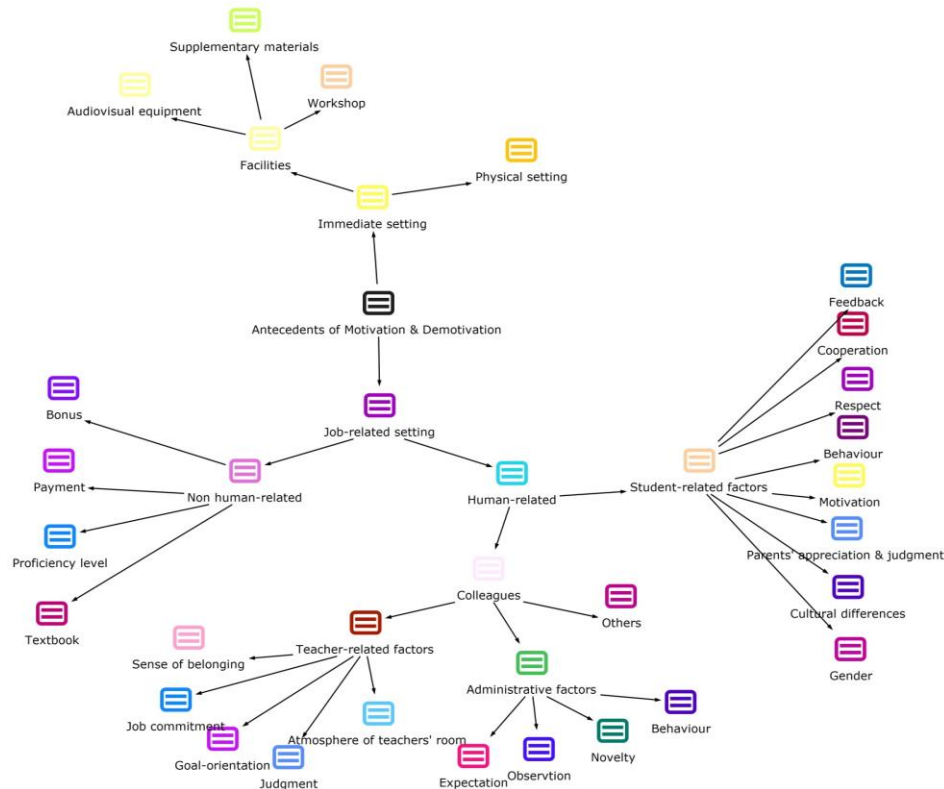 Supplementary materials
Audiovisual equipment
Workshop
Facilities
Physical setting
Immediate setting
Feedback
Antecedents of Motivation & Demotivation
Cooperation
Respect
Bonus
Job-related setting
Behaviour
Payment
Non human-related
Human-related
Student-related factors
Motivation
Proficiency level
Parents' appreciation & judgment
Colleagues
Cultural differences
Textbook
Others
Sense of belonging
Teacher-related factors
Gender
Administrative factors
Job commitment
Atmosphere of teachers' room
Behaviour
Goal-orientation
Novelty
Judgment
Expectation
Observtion